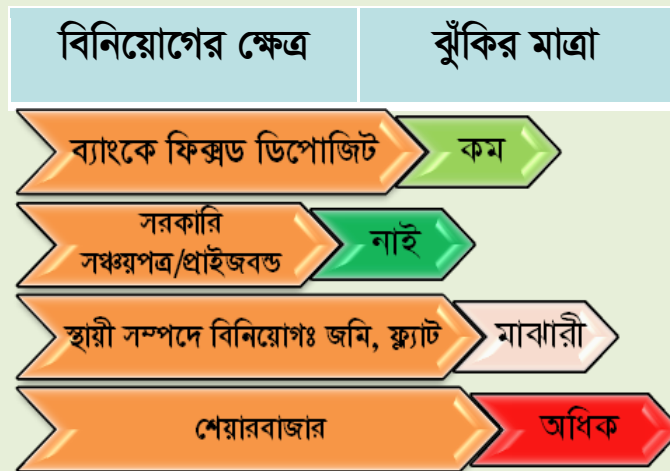 বিনিয়োগের ক্ষেত্র ঝুঁকির মাত্রা
ব্যাংকে ফিক্সড ডিপোজিট কম
সরকারি
সঞ্চয়পত্র/প্রাইজবন্ড নাই
স্থায়ী সম্পদে বিনিয়োগঃ জমি, ফ্ল্যাট মাঝারী
শেয়ারবাজার অধিক